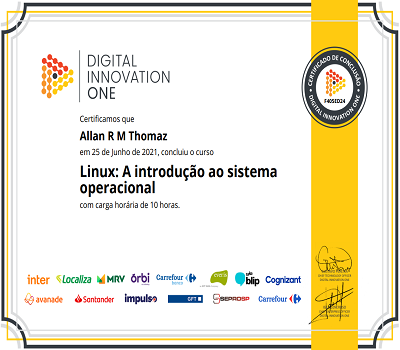 DIGITAL
INNOVATION
ONE
Certificamos que
Allan R M Thomaz
em 25 de Junho de 2021, concluiu o curso
Linux: A introdução ao sistema
operacional
com carga horária de 10 horas.
CERTIFICADO DE CONCLUSÃO
F405ED24
DIGITAL INNOVATION ONE
inter Localiza MRV órbi Carrefour everis blip Cognizant
avanade Santander impulso GFT SEPROSP Carrefour